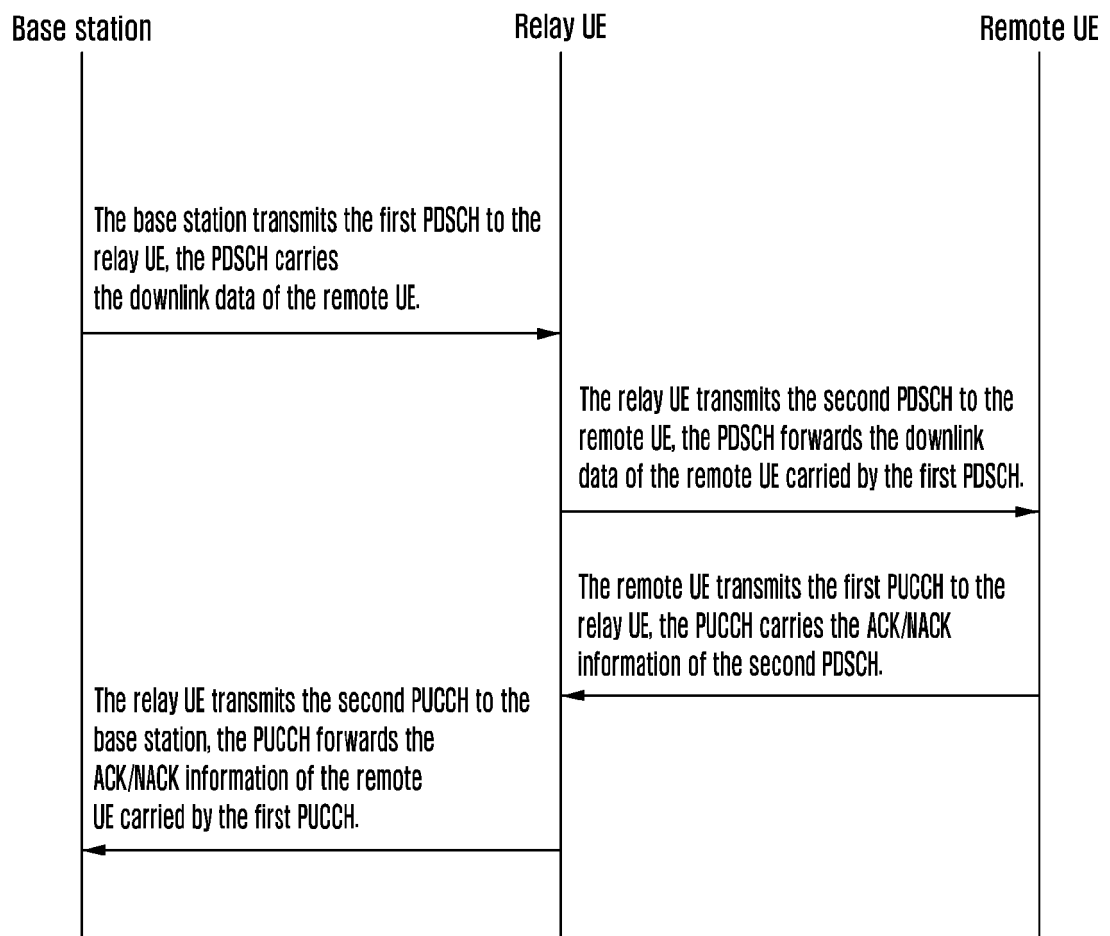 Base station
Relay UE
Remote UE
The base station transmits the first PDSCH to the
relay UE, the PDSCH carries
the downlink data of the remote UE.
The relay UE transmits the second PDSCH to the
remote UE, the PDSCH forwards the downlink
data of the remote UE carried by the first PDSCH.
The remote UE transmits the first PUCCH to the
relay UE, the PUCCH carries the ACK/NACK
information of the second PDSCH.
The relay UE transmits the second PUCCH to the
base station, the PUCCH forwards the
ACK/NACK information of the remote
UE carried by the first PUCCH.